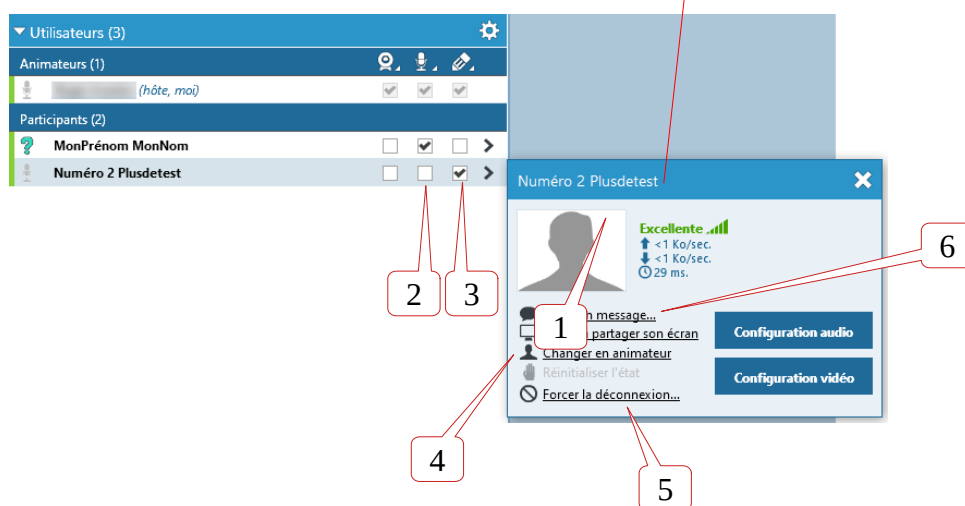 Utilisateurs (3)
Animateurs (1)
(hôte, moi)
Participants (2)
? MonPrénom MonNom
Numéro 2 Plusdetest
Numéro 2 Plusdetest
Excellente
<1 Ko/sec.
<1 Ko/sec.
29 ms.
message...
partager son écran
Changer en animateur
Réinitialiser l'état
Forcer la déconnexion...
Configuration audio
Configuration vidéo
1
2
3
4
5
6